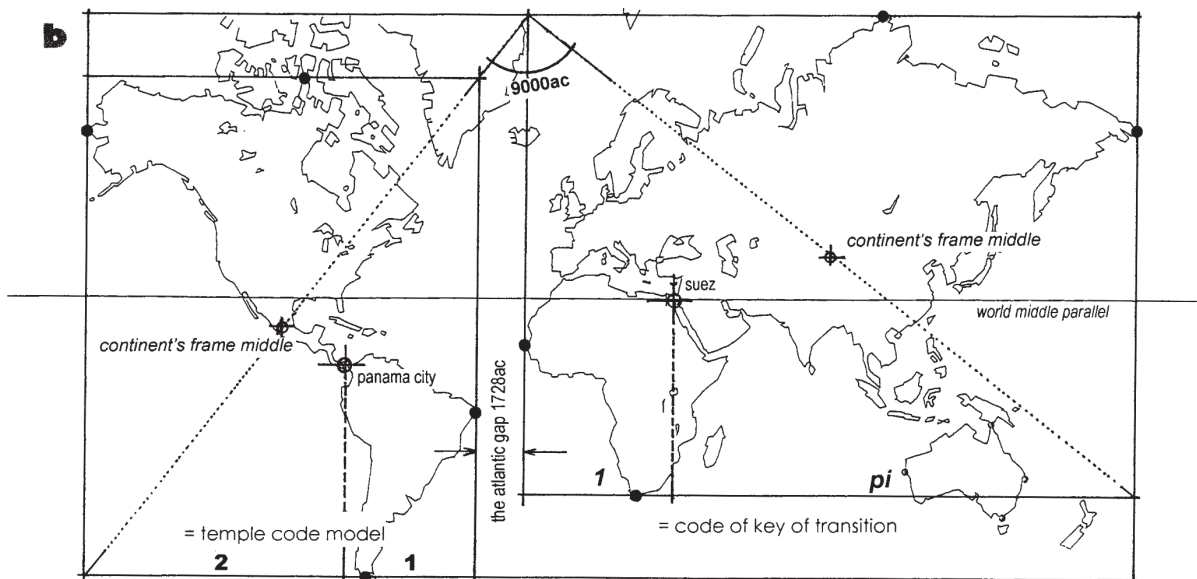 b
9000ac
continent's frame middle
suez
world middle parallel
continent's frame middle
panama city
the atlantic gap 1728ac
1
pi
= temple code model
= code of key of transition
2
1